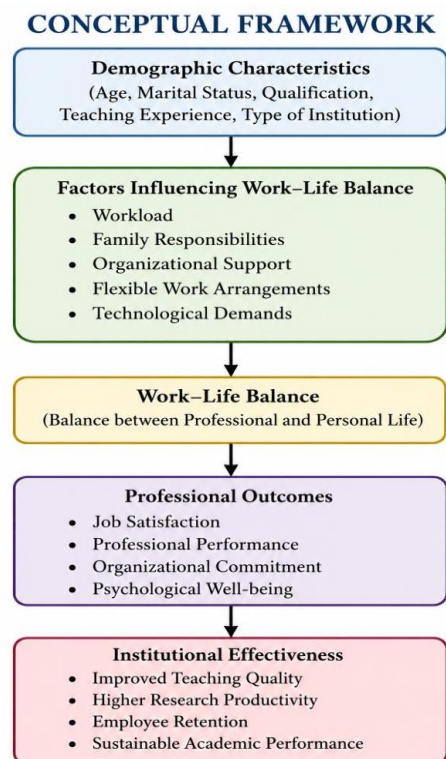 CONCEPTUAL FRAMEWORK
Demographic Characteristics
(Age, Marital Status, Qualification,
Teaching Experience, Type of Institution)
Factors Influencing Work–Life Balance
• Workload
• Family Responsibilities
• Organizational Support
• Flexible Work Arrangements
• Technological Demands
Work–Life Balance
(Balance between Professional and Personal Life)
Professional Outcomes
• Job Satisfaction
• Professional Performance
• Organizational Commitment
• Psychological Well-being
Institutional Effectiveness
• Improved Teaching Quality
• Higher Research Productivity
• Employee Retention
• Sustainable Academic Performance